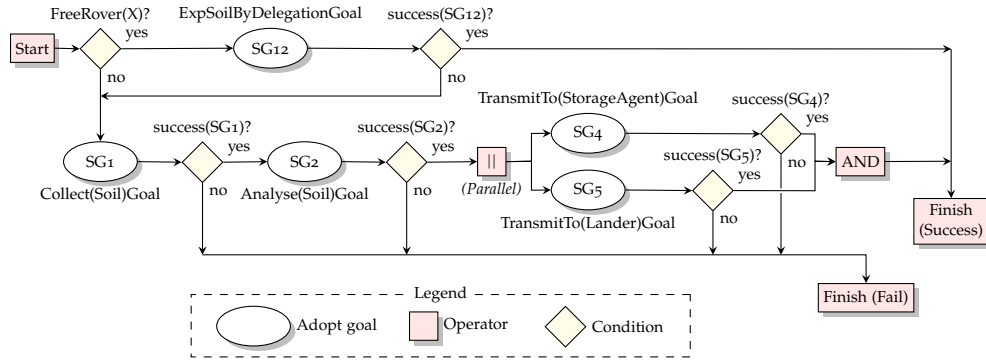 FreeRover(X)?
ExpSoilByDelegationGoal
success(SG12)?
yes
yes
Start
SG12
no
no
TransmitTo(StorageAgent)Goal
success(SG4)?
success(SG1)?
success(SG2)?
yes
yes
SG4
yes
success(SG5)?
SG1
SG2
||
no
yes
AND
Collect(Soil)Goal
no
Analyse(Soil)Goal
no
(Parallel)
SG5
TransmitTo(Lander)Goal
no
Finish
(Success)
Finish (Fail)
Legend
Adopt goal
Operator
Condition